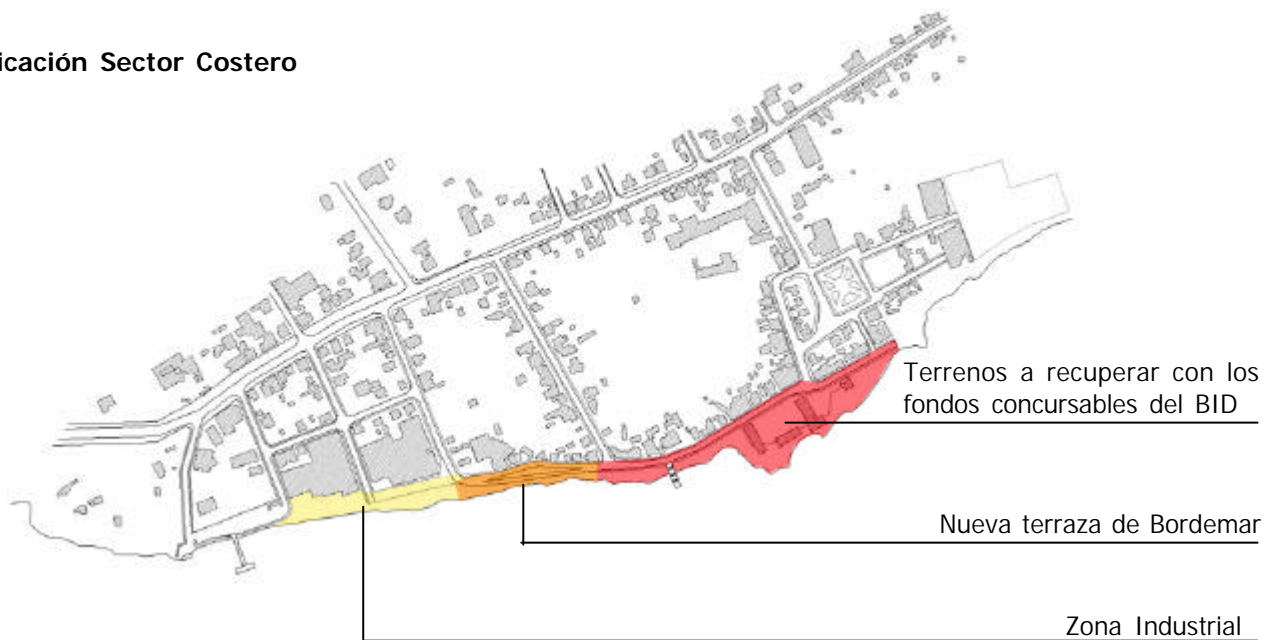 icación Sector Costero
Terrenos a recuperar con los
fondos concursables del BID
Nueva terraza de Bordemar
Zona Industrial